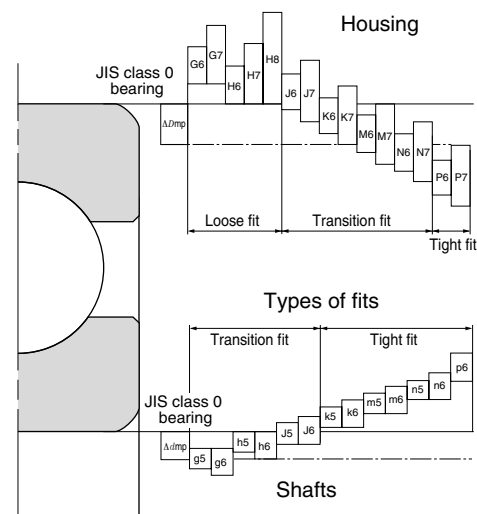 Housing
JIS class 0
bearing
G6
G7
H6
H7
H8
J6
J7
K6
K7
M6
M7
N6
N7
P6
P7
ΔDmp
Loose fit
Transition fit
Tight fit
Types of fits
Transition fit
Tight fit
JIS class 0
bearing
Δdmp
g5
g6
h5
h6
J5
J6
k5
k6
m5
m6
n5
n6
p6
Shafts